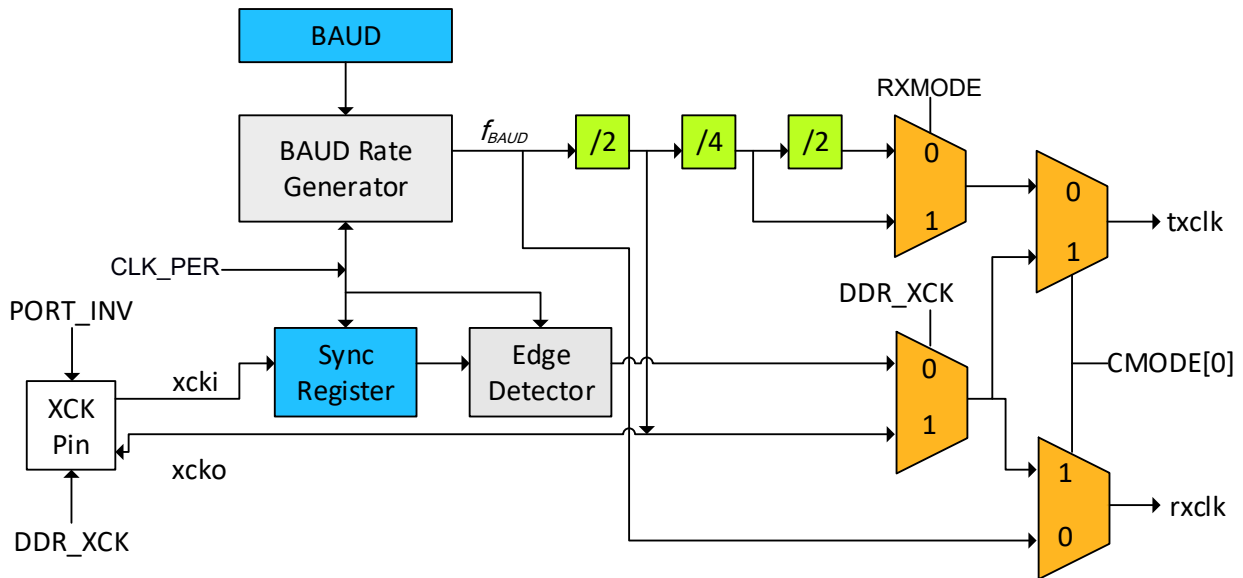 BAUD
RXMODE
f_BAUD
/2
/4
/2
0
BAUD Rate
Generator
0
1
1
txclk
CLK_PER
DDR_XCK
PORT_INV
Sync
Register
Edge
Detector
0
CMODE[0]
xcki
XCK
Pin
1
1
xcko
rxclk
0
DDR_XCK